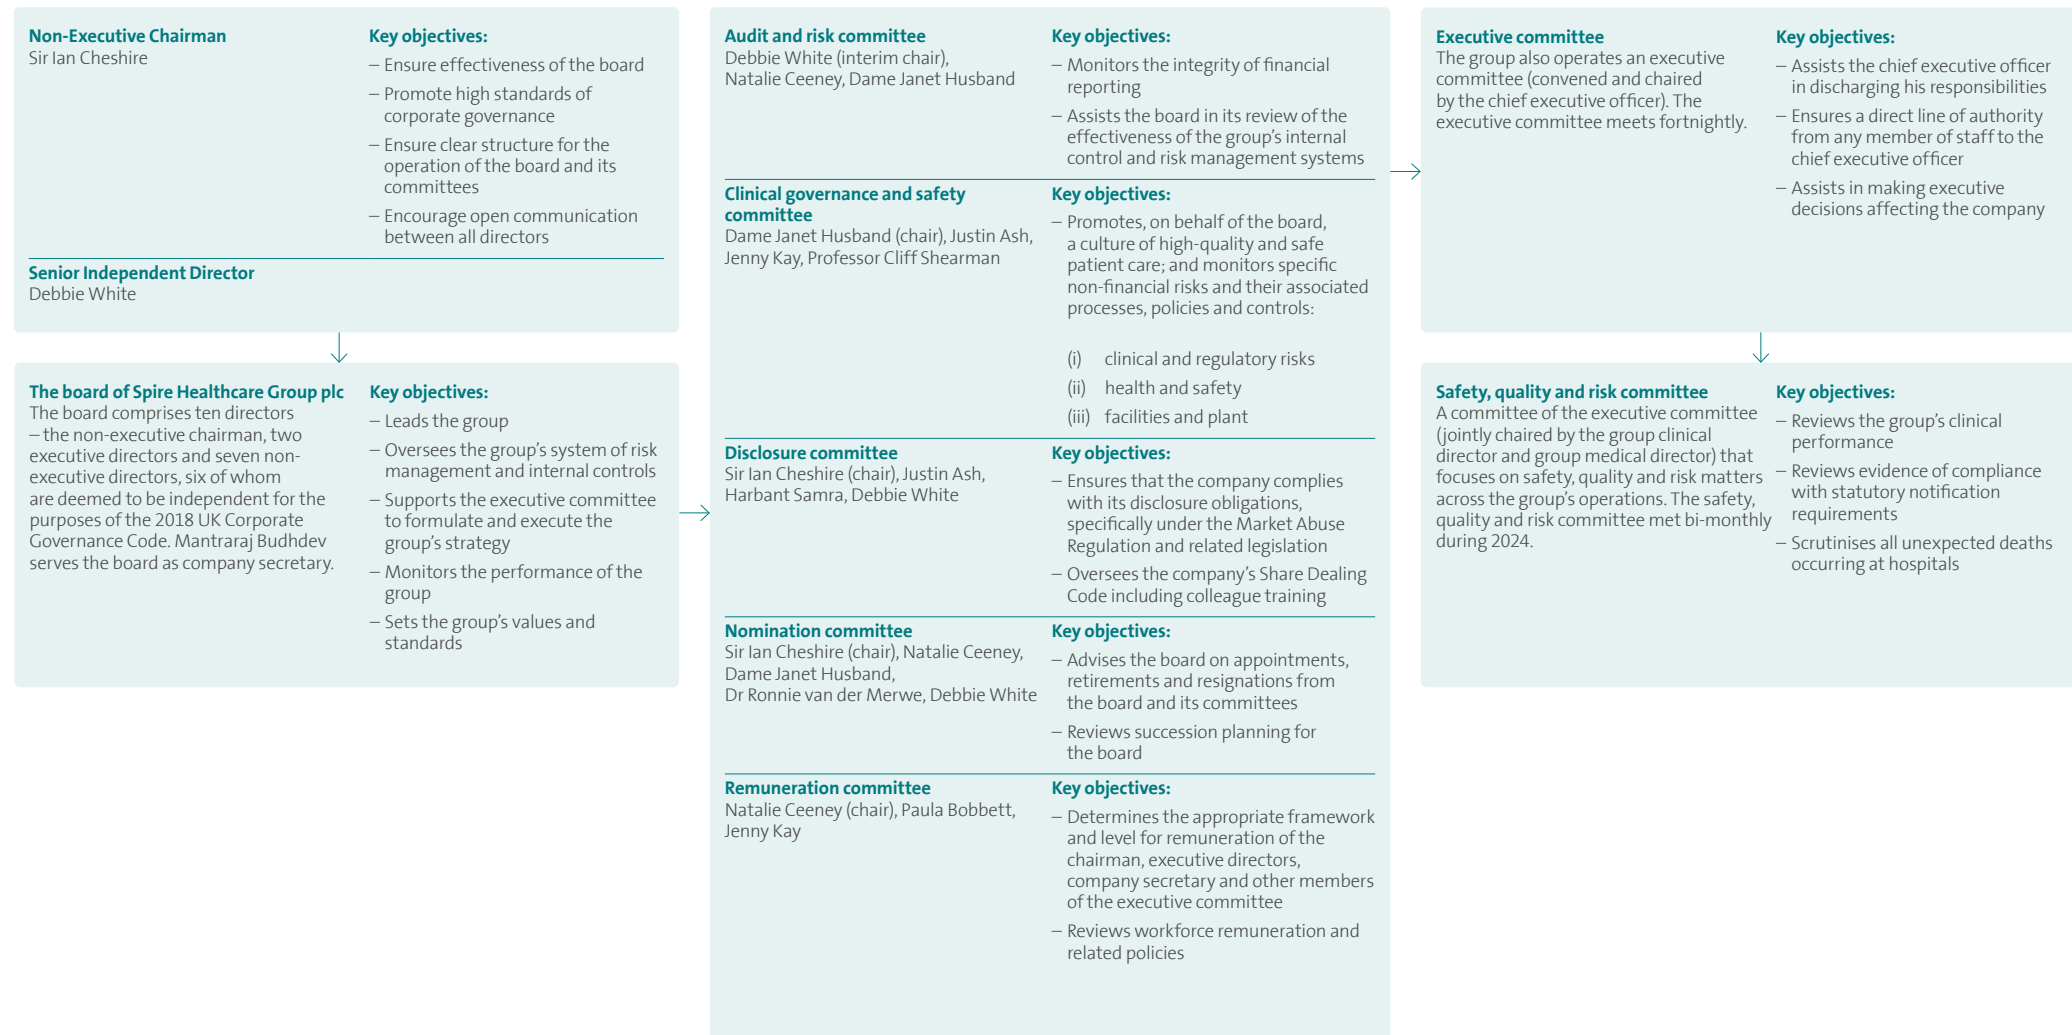 Non-Executive Chairman
Sir Ian Cheshire
Key objectives:
– Ensure effectiveness of the board
– Promote high standards of
corporate governance
– Ensure clear structure for the
operation of the board and its
committees
– Encourage open communication
between all directors
Senior Independent Director
Debbie White
The board of Spire Healthcare Group plc
The board comprises ten directors
– the non-executive chairman, two
executive directors and seven non-
executive directors, six of whom
are deemed to be independent for the
purposes of the 2018 UK Corporate
Governance Code. Mantraraj Budhdev
serves the board as company secretary.
Key objectives:
– Leads the group
– Oversees the group's system of risk
management and internal controls
– Supports the executive committee
to formulate and execute the
group's strategy
– Monitors the performance of the
group
– Sets the group's values and
standards
Audit and risk committee
Debbie White (interim chair),
Natalie Ceeney, Dame Janet Husband
Key objectives:
– Monitors the integrity of financial
reporting
– Assists the board in its review of the
effectiveness of the group's internal
control and risk management systems
Clinical governance and safety
committee
Dame Janet Husband (chair), Justin Ash,
Jenny Kay, Professor Cliff Shearman
Key objectives:
– Promotes, on behalf of the board,
a culture of high-quality and safe
patient care; and monitors specific
non-financial risks and their associated
processes, policies and controls:
(i) clinical and regulatory risks
(ii) health and safety
(iii) facilities and plant
Disclosure committee
Sir Ian Cheshire (chair), Justin Ash,
Harbant Samra, Debbie White
Key objectives:
– Ensures that the company complies
with its disclosure obligations,
specifically under the Market Abuse
Regulation and related legislation
– Oversees the company's Share Dealing
Code including colleague training
Nomination committee
Sir Ian Cheshire (chair), Natalie Ceeney,
Dame Janet Husband,
Dr Ronnie van der Merwe, Debbie White
Key objectives:
– Advises the board on appointments,
retirements and resignations from
the board and its committees
– Reviews succession planning for
the board
Remuneration committee
Natalie Ceeney (chair), Paula Bobbett,
Jenny Kay
Key objectives:
– Determines the appropriate framework
and level for remuneration of the
chairman, executive directors,
company secretary and other members
of the executive committee
– Reviews workforce remuneration and
related policies
Executive committee
The group also operates an executive
committee (convened and chaired
by the chief executive officer). The
executive committee meets fortnightly.
Key objectives:
– Assists the chief executive officer
in discharging his responsibilities
– Ensures a direct line of authority
from any member of staff to the
chief executive officer
– Assists in making executive
decisions affecting the company
Safety, quality and risk committee
A committee of the executive committee
(jointly chaired by the group clinical
director and group medical director) that
focuses on safety, quality and risk matters
across the group's operations. The safety,
quality and risk committee met bi-monthly
during 2024.
Key objectives:
– Reviews the group's clinical
performance
– Reviews evidence of compliance
with statutory notification
requirements
– Scrutinises all unexpected deaths
occurring at hospitals